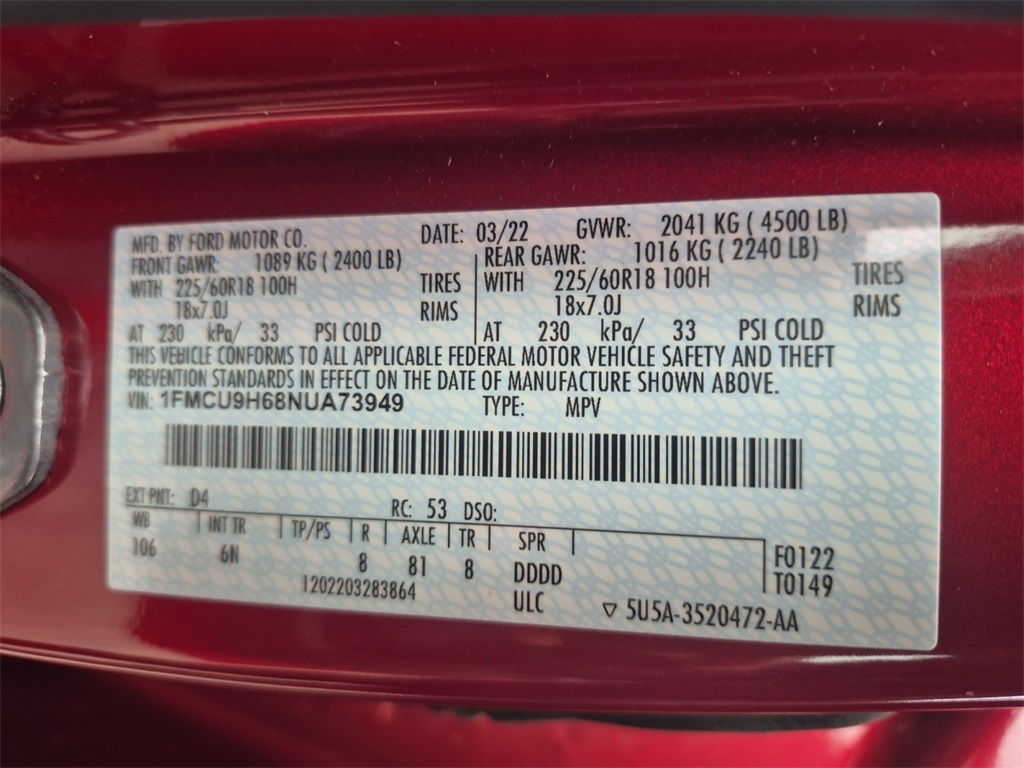 MFD. BY FORD MOTOR CO. DATE: 03/22 GVWR: 2041 KG ( 4500 LB)
FRONT GAWR: 1089 KG ( 2400 LB) REAR GAWR: 1016 KG ( 2240 LB)
WITH 225/60R18 100H TIRES WITH 225/60R18 100H TIRES
18x7.0J RIMS 18x7.0J RIMS
AT 230 kPa/ 33 PSI COLD AT 230 kPa/ 33 PSI COLD
THIS VEHICLE CONFORMS TO ALL APPLICABLE FEDERAL MOTOR VEHICLE SAFETY AND THEFT
PREVENTION STANDARDS IN EFFECT ON THE DATE OF MANUFACTURE SHOWN ABOVE.
VIN: 1FMCU9H68NUA73949 TYPE: MPV
EXT PNT: D4 RC: 53 DSO:
WB INT TR TP/PS R AXLE TR SPR
106 6N 8 81 8 DDDD F0122
1202203283864 ULC T0149
▽ 5U5A-3520472-AA